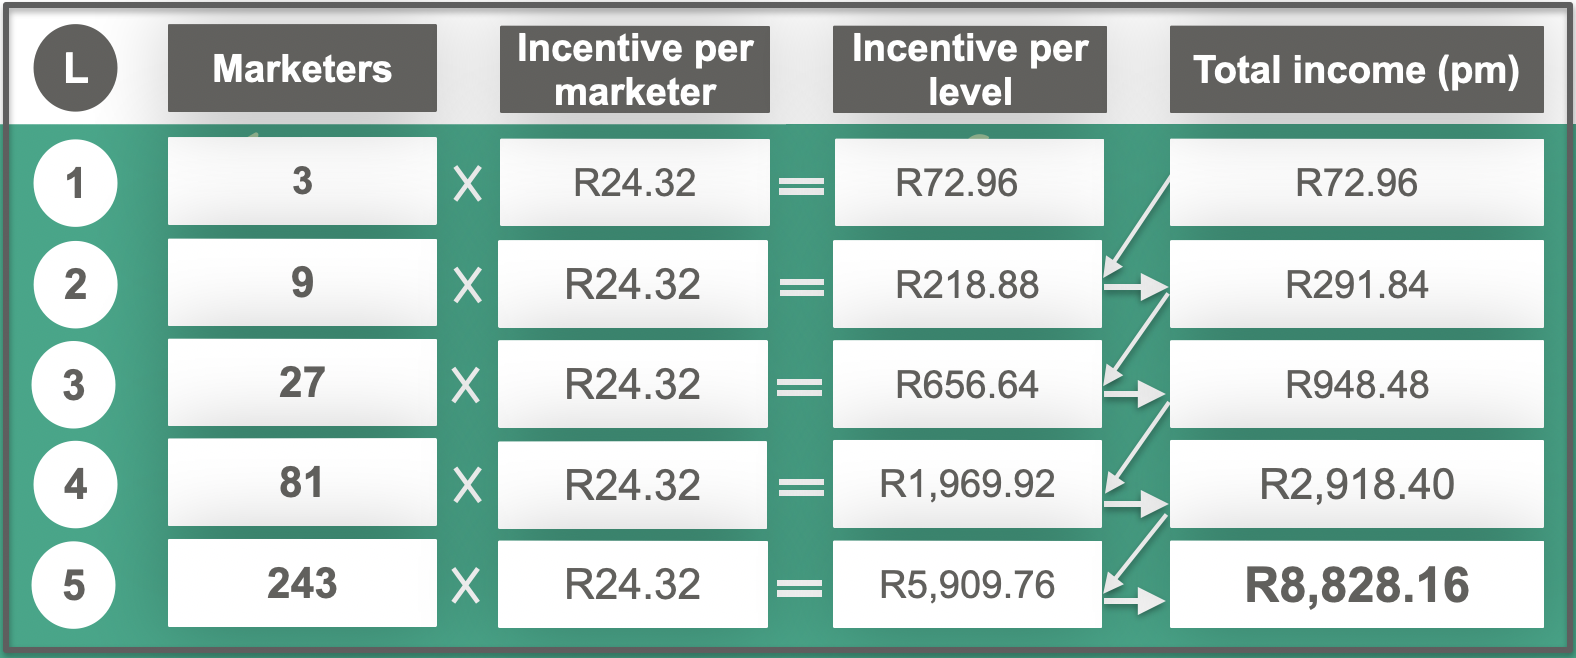 L Marketers Incentive per marketer Incentive per level Total income (pm)
1 3 X R24.32 = R72.96 R72.96
2 9 X R24.32 = R218.88 R291.84
3 27 X R24.32 = R656.64 R948.48
4 81 X R24.32 = R1,969.92 R2,918.40
5 243 X R24.32 = R5,909.76 R8,828.16